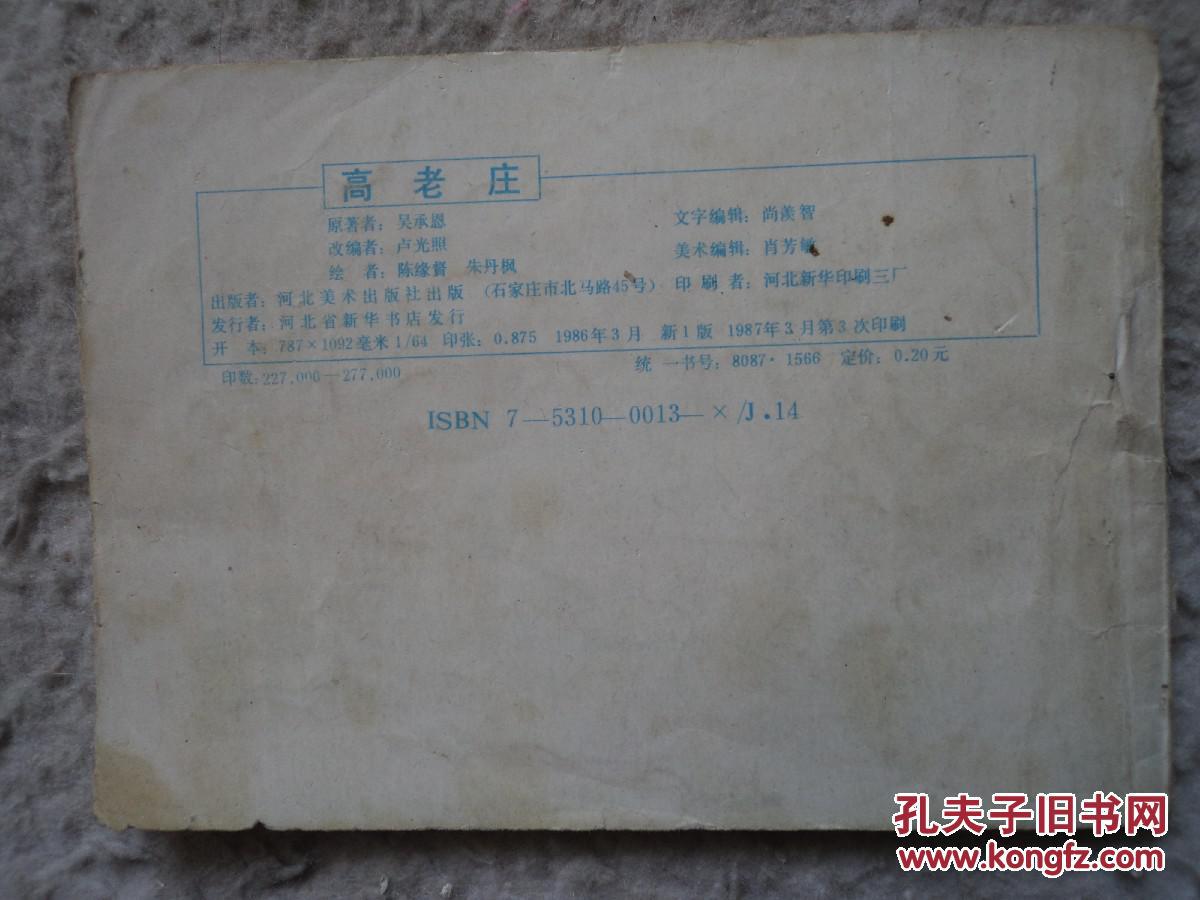 高老庄
原著者：吴承恩 文字编辑：尚羡智
改编者：卢光照 美术编辑：肖芳敏
绘 者：陈缘督 朱丹枫 印刷者：河北新华印刷三厂
出版者：河北美术出版社出版 （石家庄市北马路45号）
发行者：河北省新华书店发行
开 本：787×1092毫米1/64 印张：0.875 1986年3月 新1版 1987年3月第3次印刷
印数：227,000—277,000 统一书号：8087·1566 定价：0.20元
ISBN 7—5310—0013—×/J.14
孔夫子旧书网
www.kongfz.com